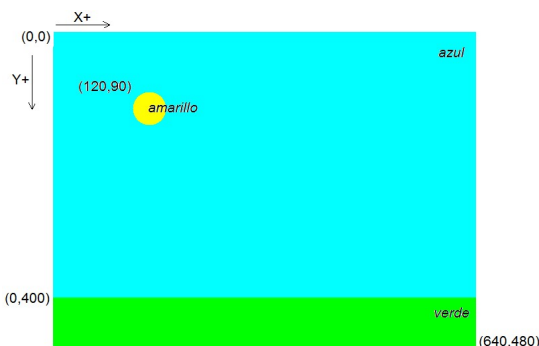 X+
(0,0)
azul
Y+
(120,90)
amarillo
(0,400)
verde
(640,480)